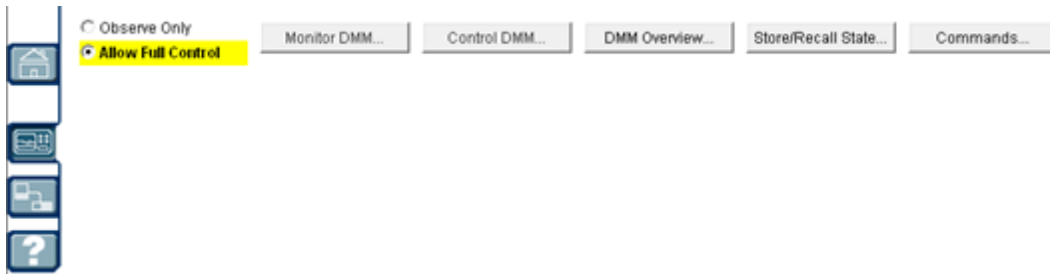 Observe Only
Allow Full Control
Monitor DMM...
Control DMM...
DMM Overview...
Store/Recall State...
Commands...
?